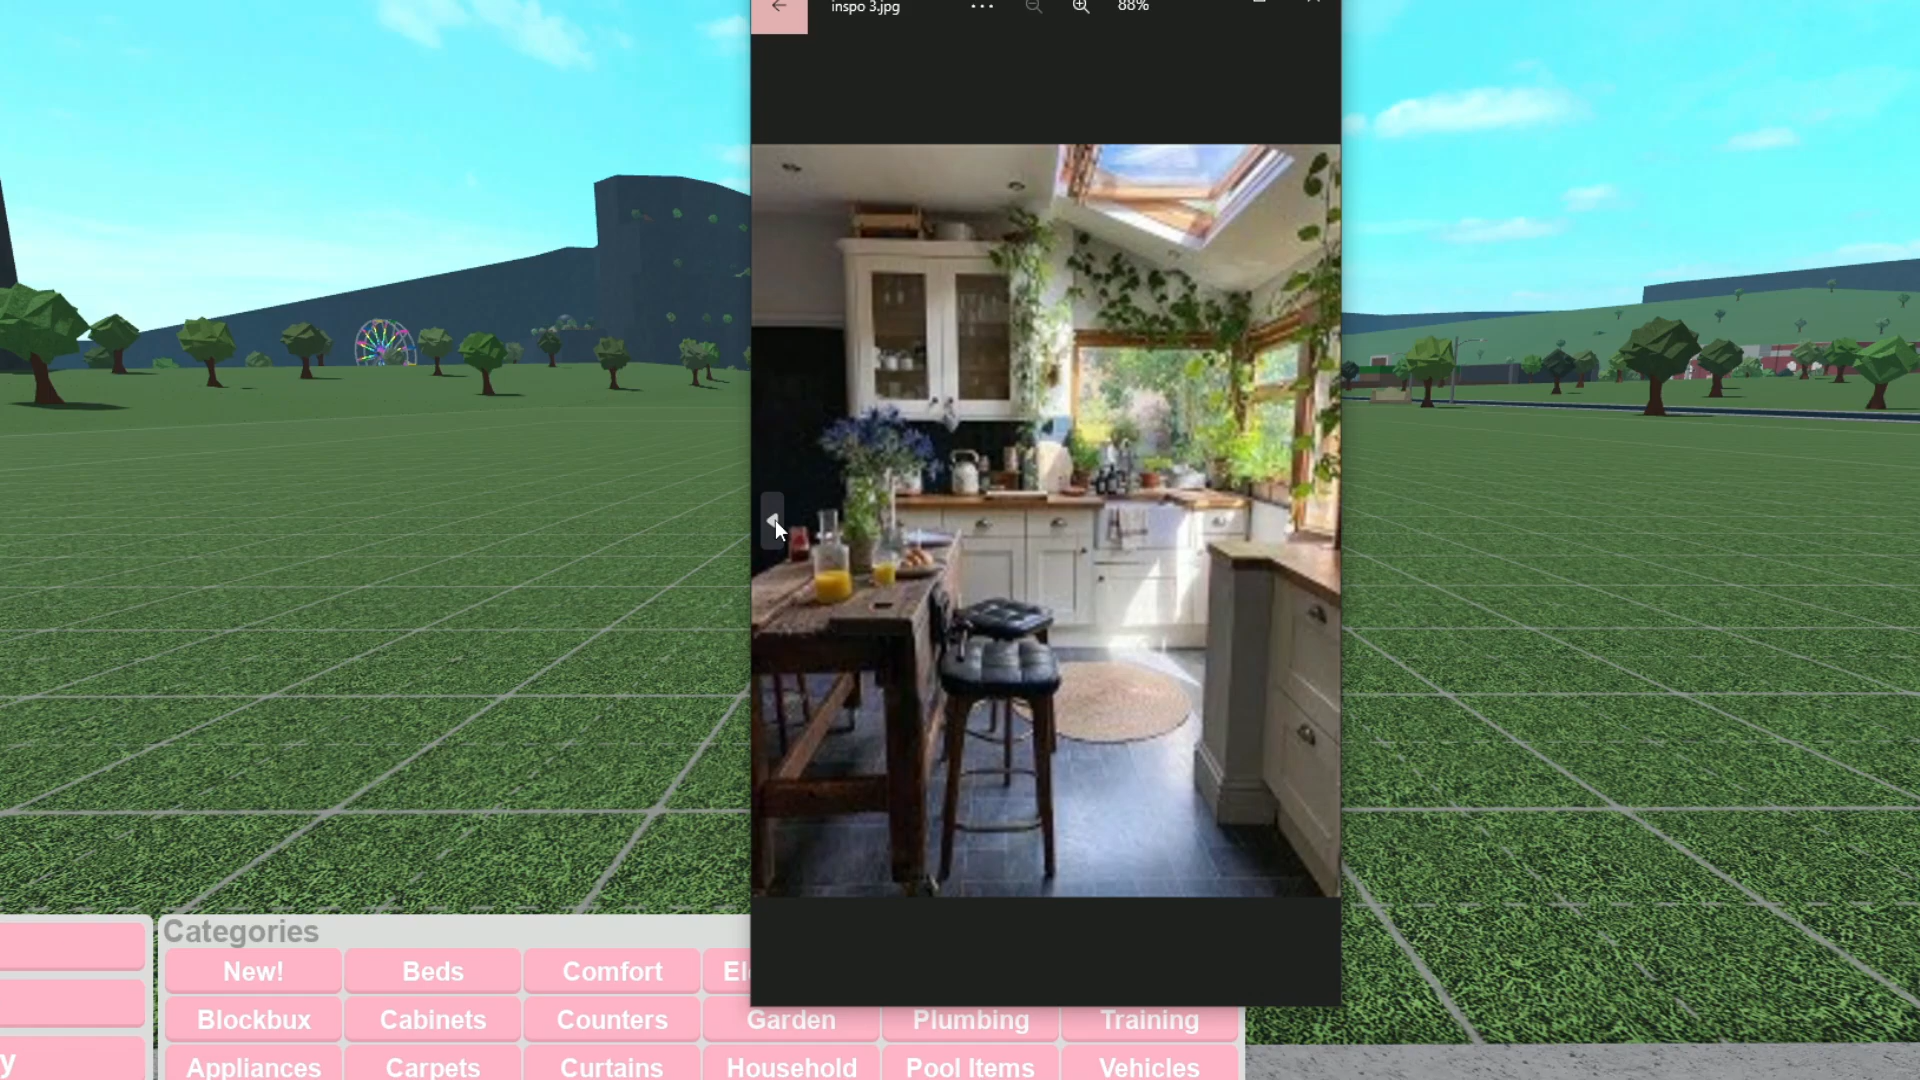 inspo 3.jpg
88%
Categories
New! Beds Comfort El
Blockbux Cabinets Counters Garden Plumbing Training
Appliances Carpets Curtains Household Pool Items Vehicles
y